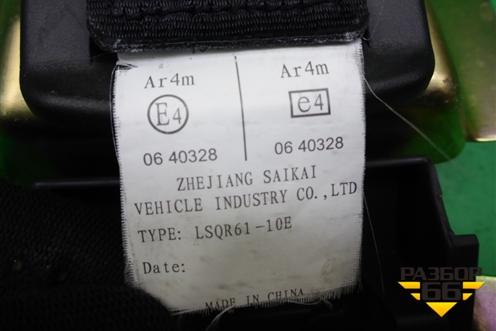 Ar4m Ar4m
E4 e4
06 40328 06 40328
ZHEJIANG SAIKAI
VEHICLE INDUSTRY CO.,LTD
TYPE: LSQR61-10E
Date:
MADE IN CHINA
РАЗБОР
66